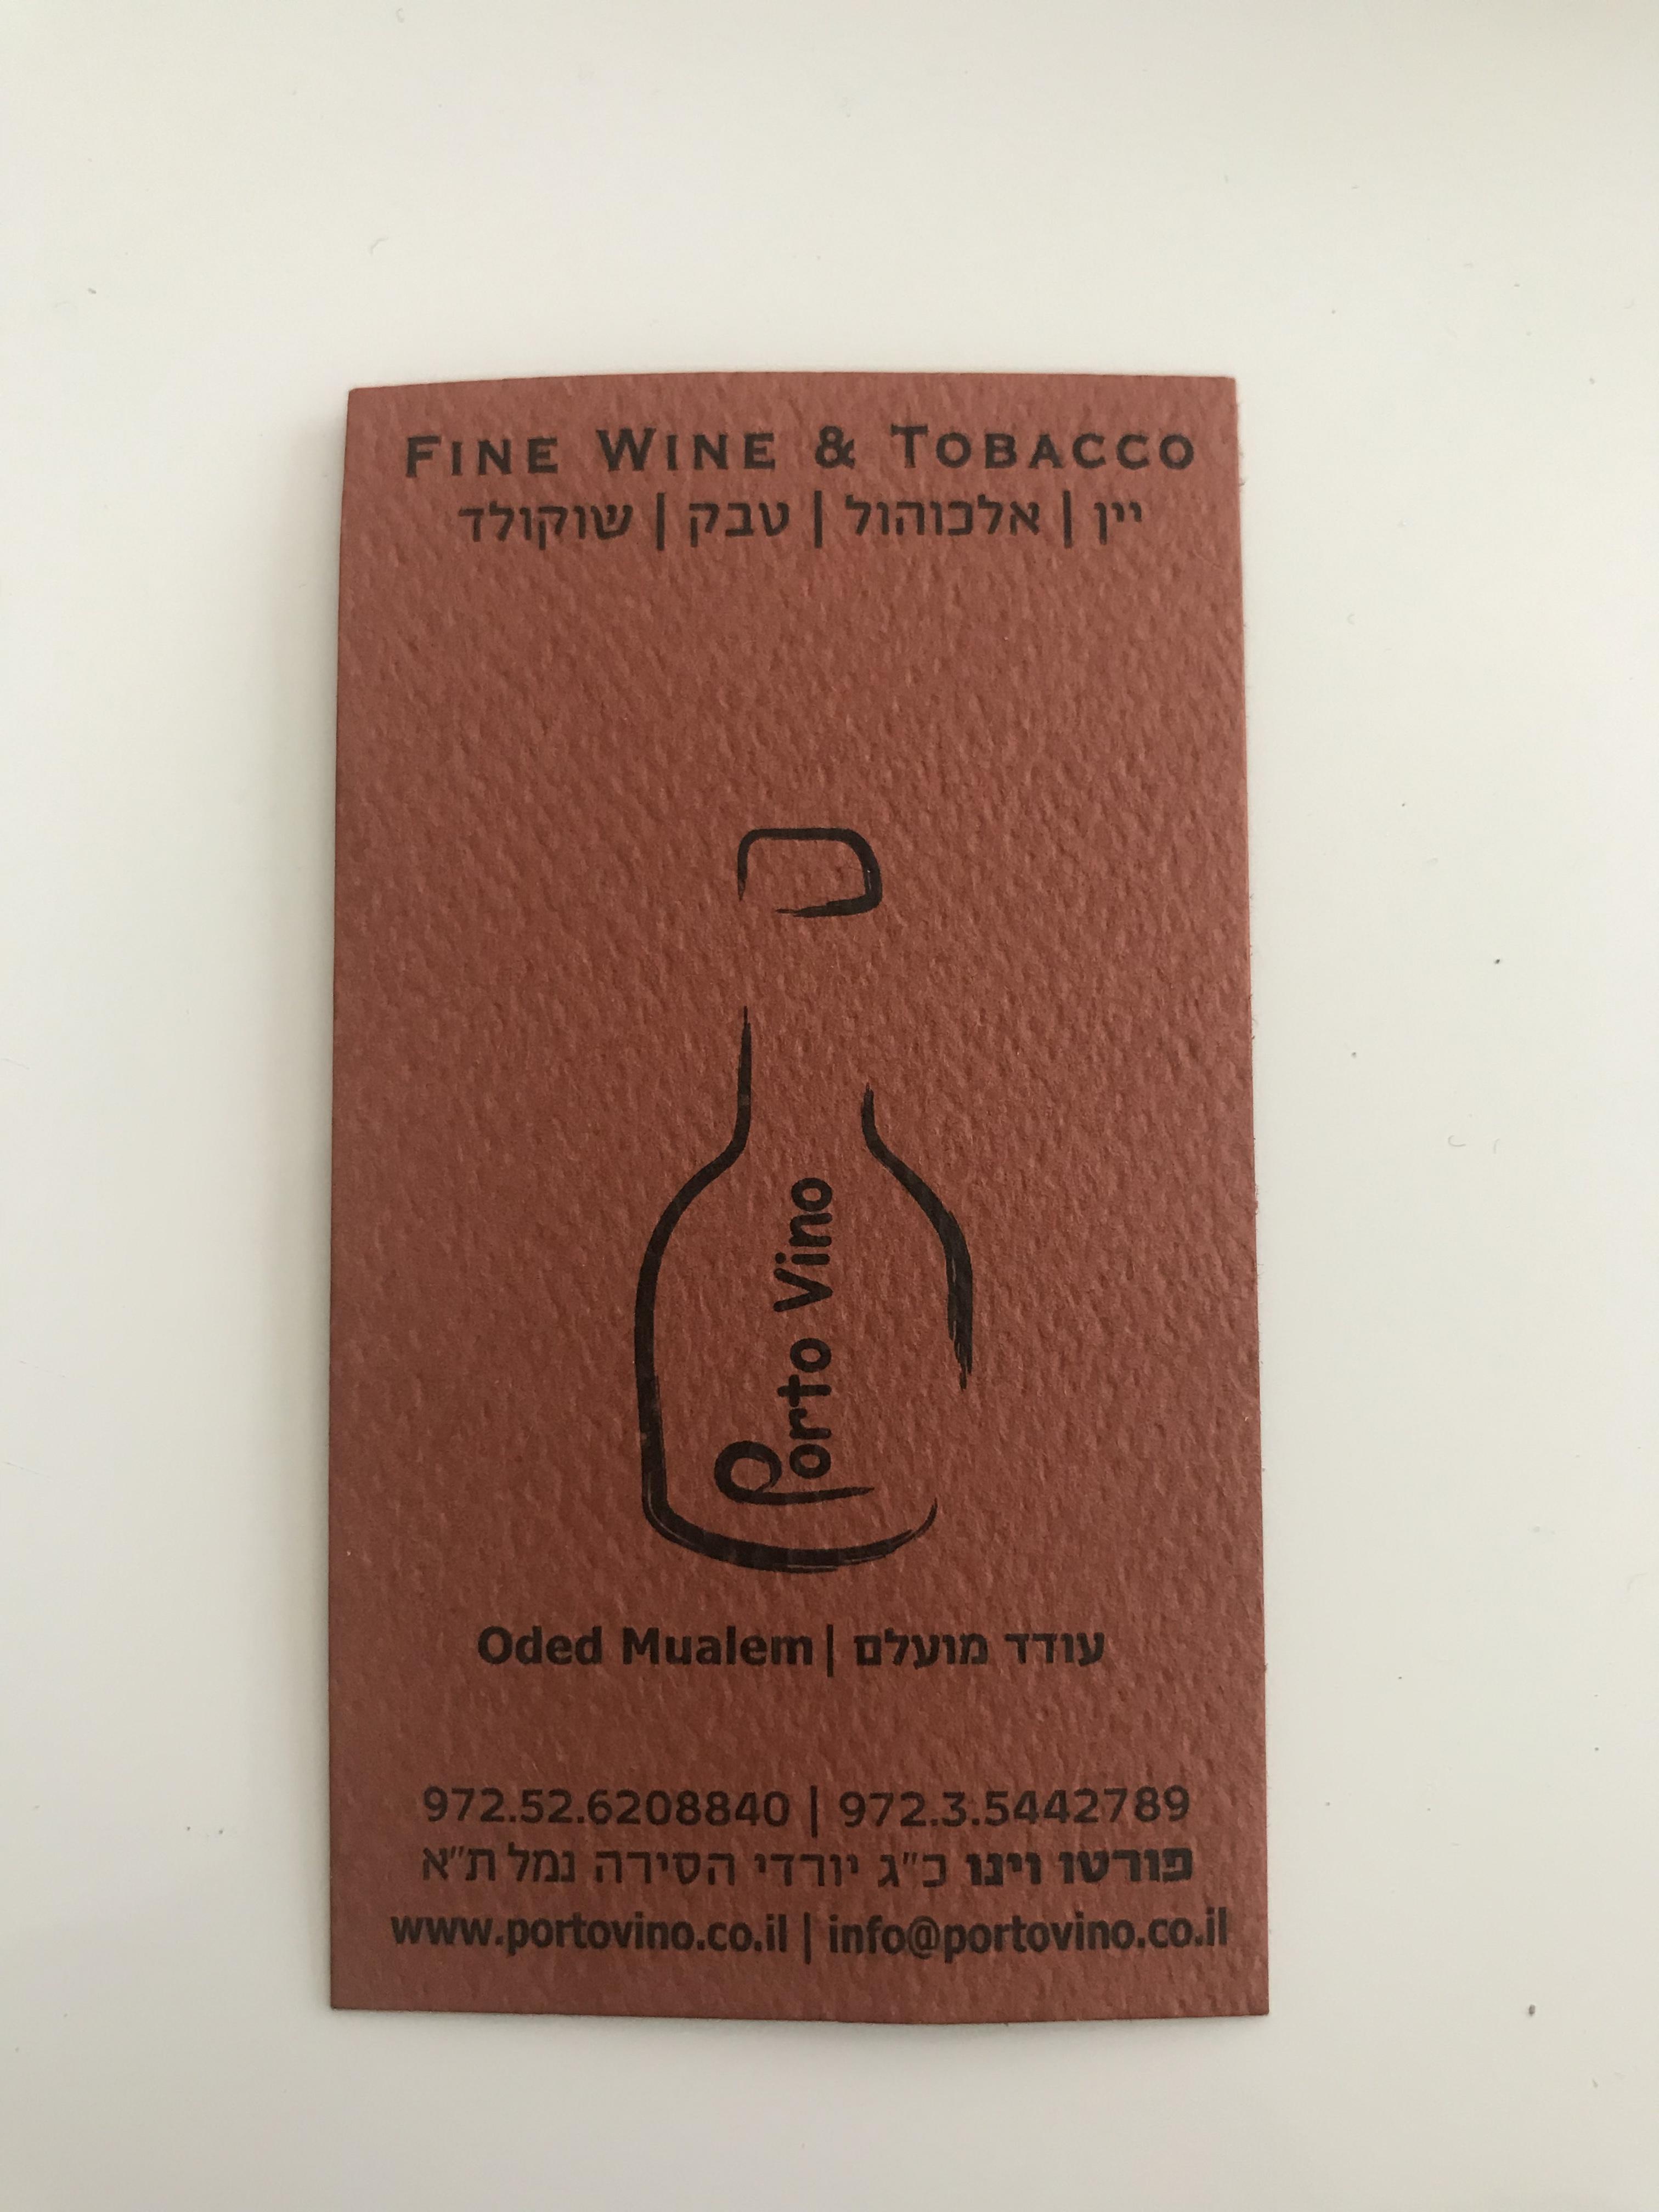 FINE WINE & TOBACCO
יין | אלכוהול | טבק | שוקולד
Porto Vino
Oded Mualem | עודד מועלם
972.52.6208840 | 972.3.5442789
פורטו וינו כ"ג יורדי הסירה נמל ת"א
www.portovino.co.il | info@portovino.co.il